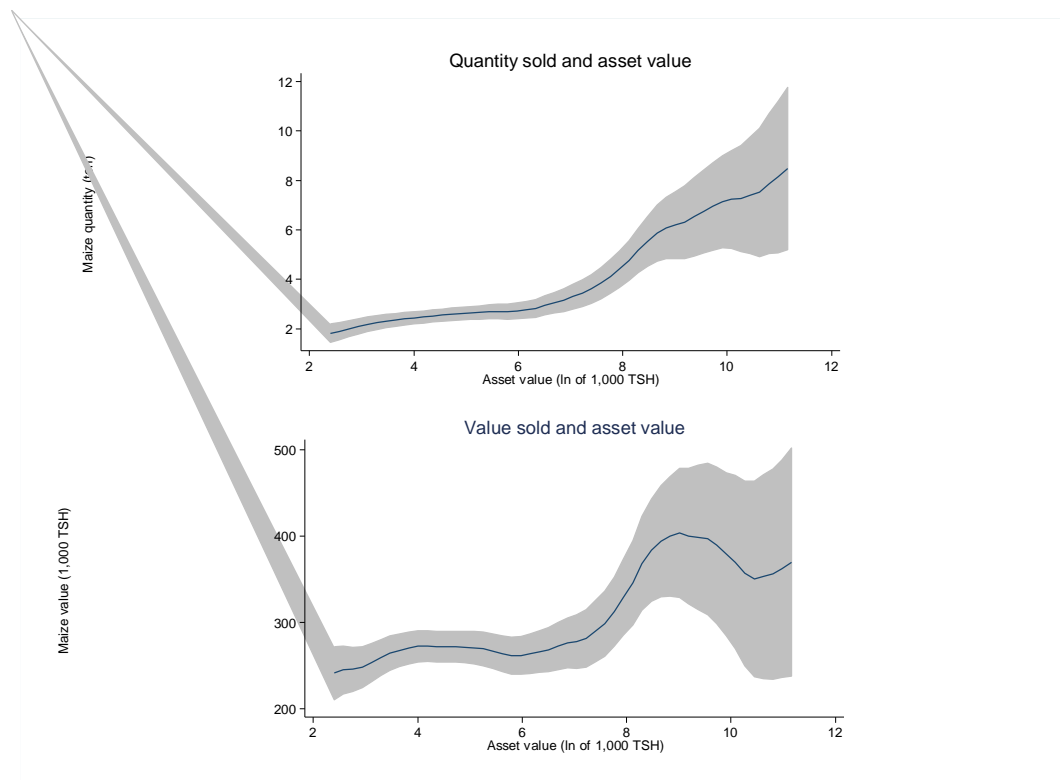 Quantity sold and asset value
Maize quantity (ton)
12
10
8
6
4
2
2 4 6 8 10 12
Asset value (ln of 1,000 TSH)
Value sold and asset value
Maize value (1,000 TSH)
500
400
300
200
2 4 6 8 10 12
Asset value (ln of 1,000 TSH)